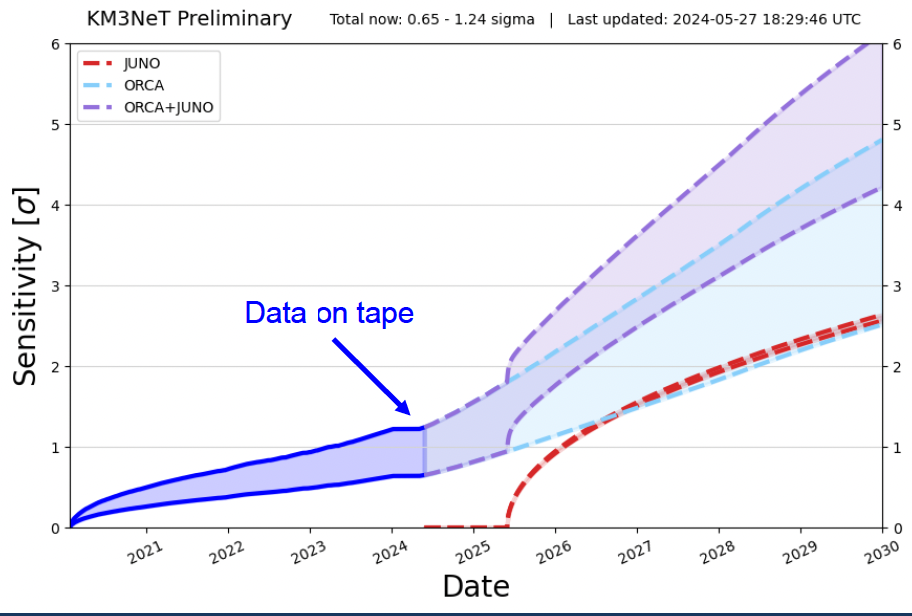 KM3NeT Preliminary Total now: 0.65 - 1.24 sigma | Last updated: 2024-05-27 18:29:46 UTC
JUNO
ORCA
ORCA+JUNO
Data on tape
Sensitivity [σ]
6
5
4
3
2
1
0
6
5
4
3
2
1
0
2021 2022 2023 2024 2025 2026 2027 2028 2029 2030
Date